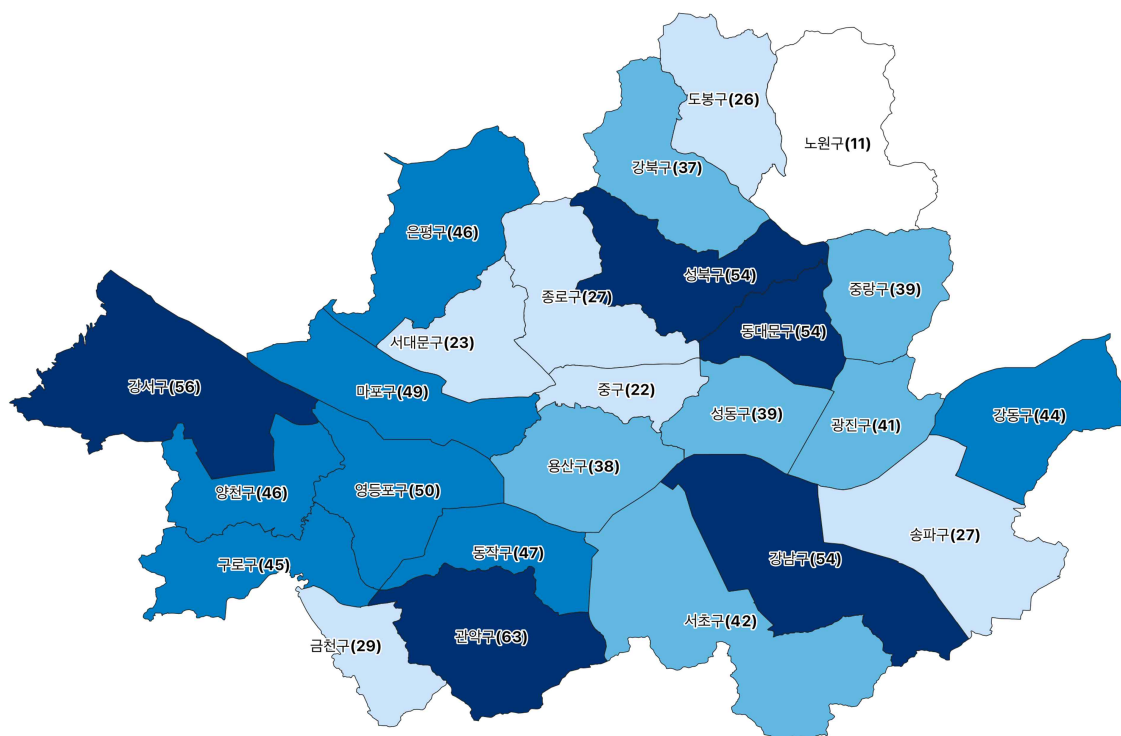 도봉구(26)
노원구(11)
강북구(37)
은평구(46)
성북구(54)
중랑구(39)
종로구(27)
동대문구(54)
서대문구(23)
강서구(56)
마포구(49)
중구(22)
성동구(39)
강동구(44)
광진구(41)
용산구(38)
양천구(46)
영등포구(50)
송파구(27)
동작구(47)
강남구(54)
구로구(45)
서초구(42)
관악구(63)
금천구(29)